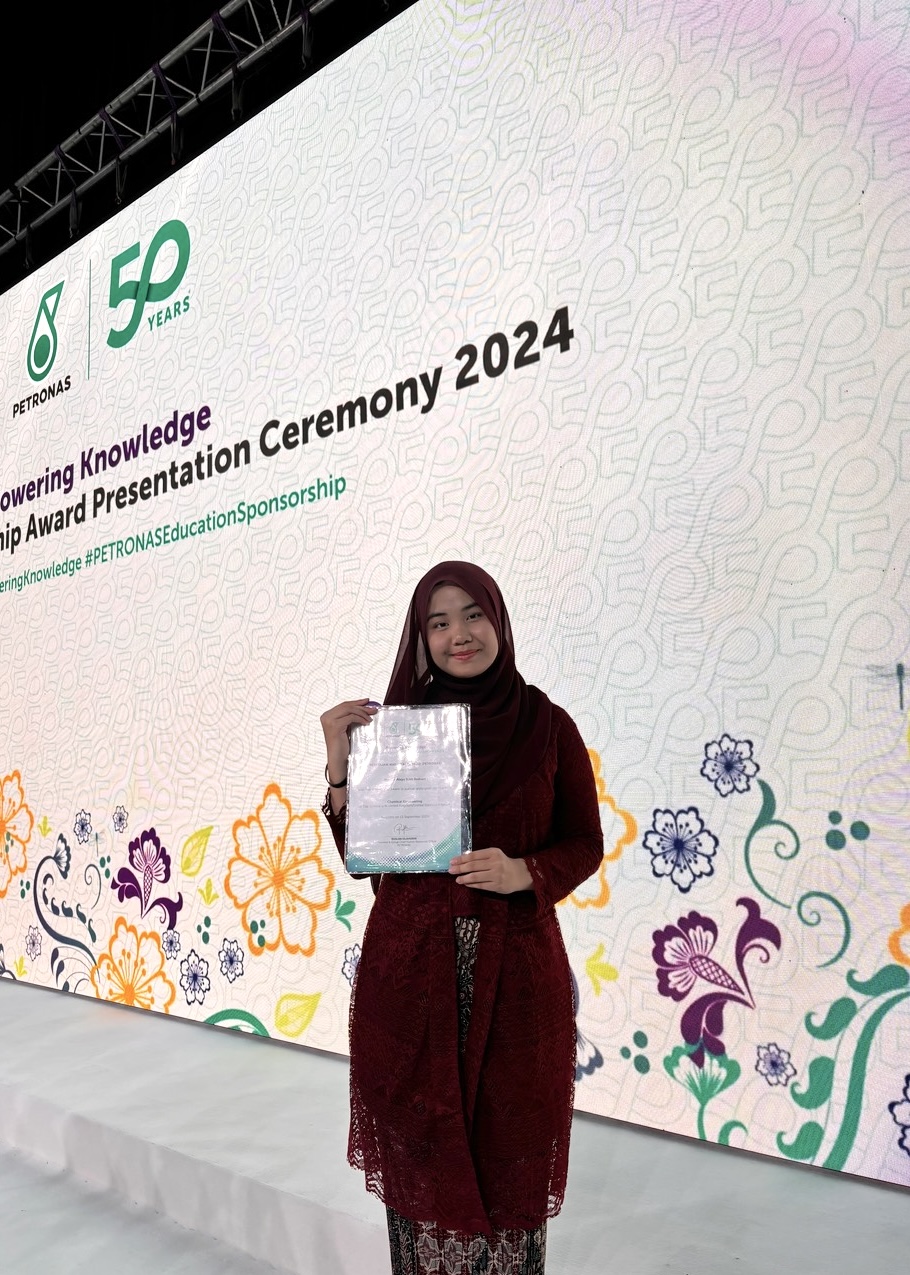 50
YEARS
PETRONAS
owering Knowledge
hip Award Presentation Ceremony 2024
eringKnowledge #PETRONASEducationSponsorship